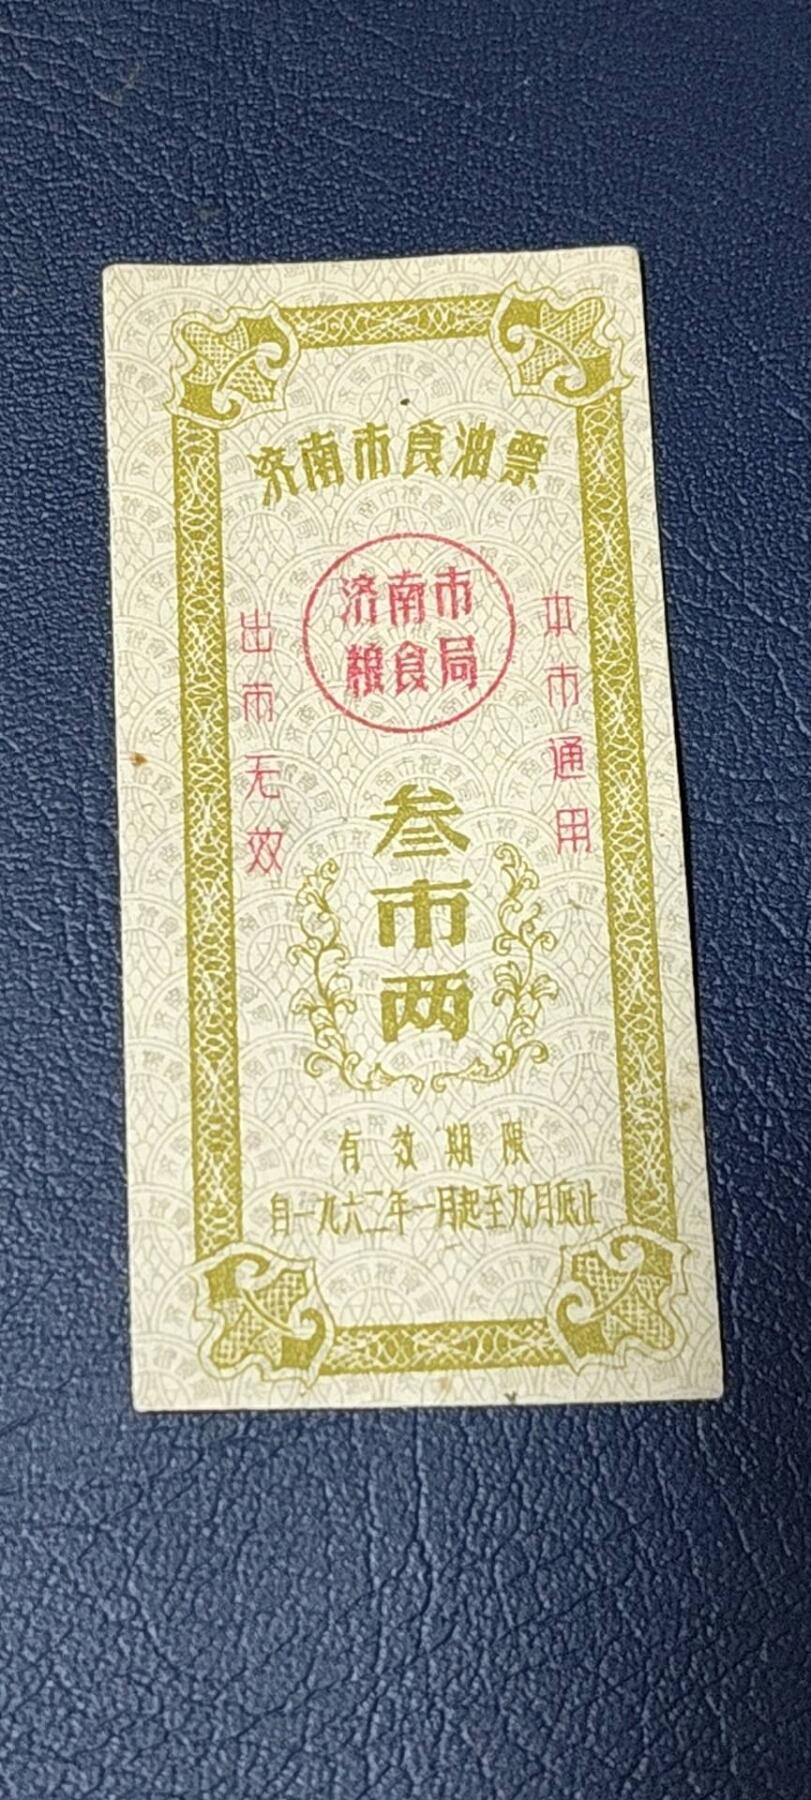 济南市食油票
济南市
粮食局
本市通用
出市无效
叁市两
有效期限
自一九六二年一月起至九月底止